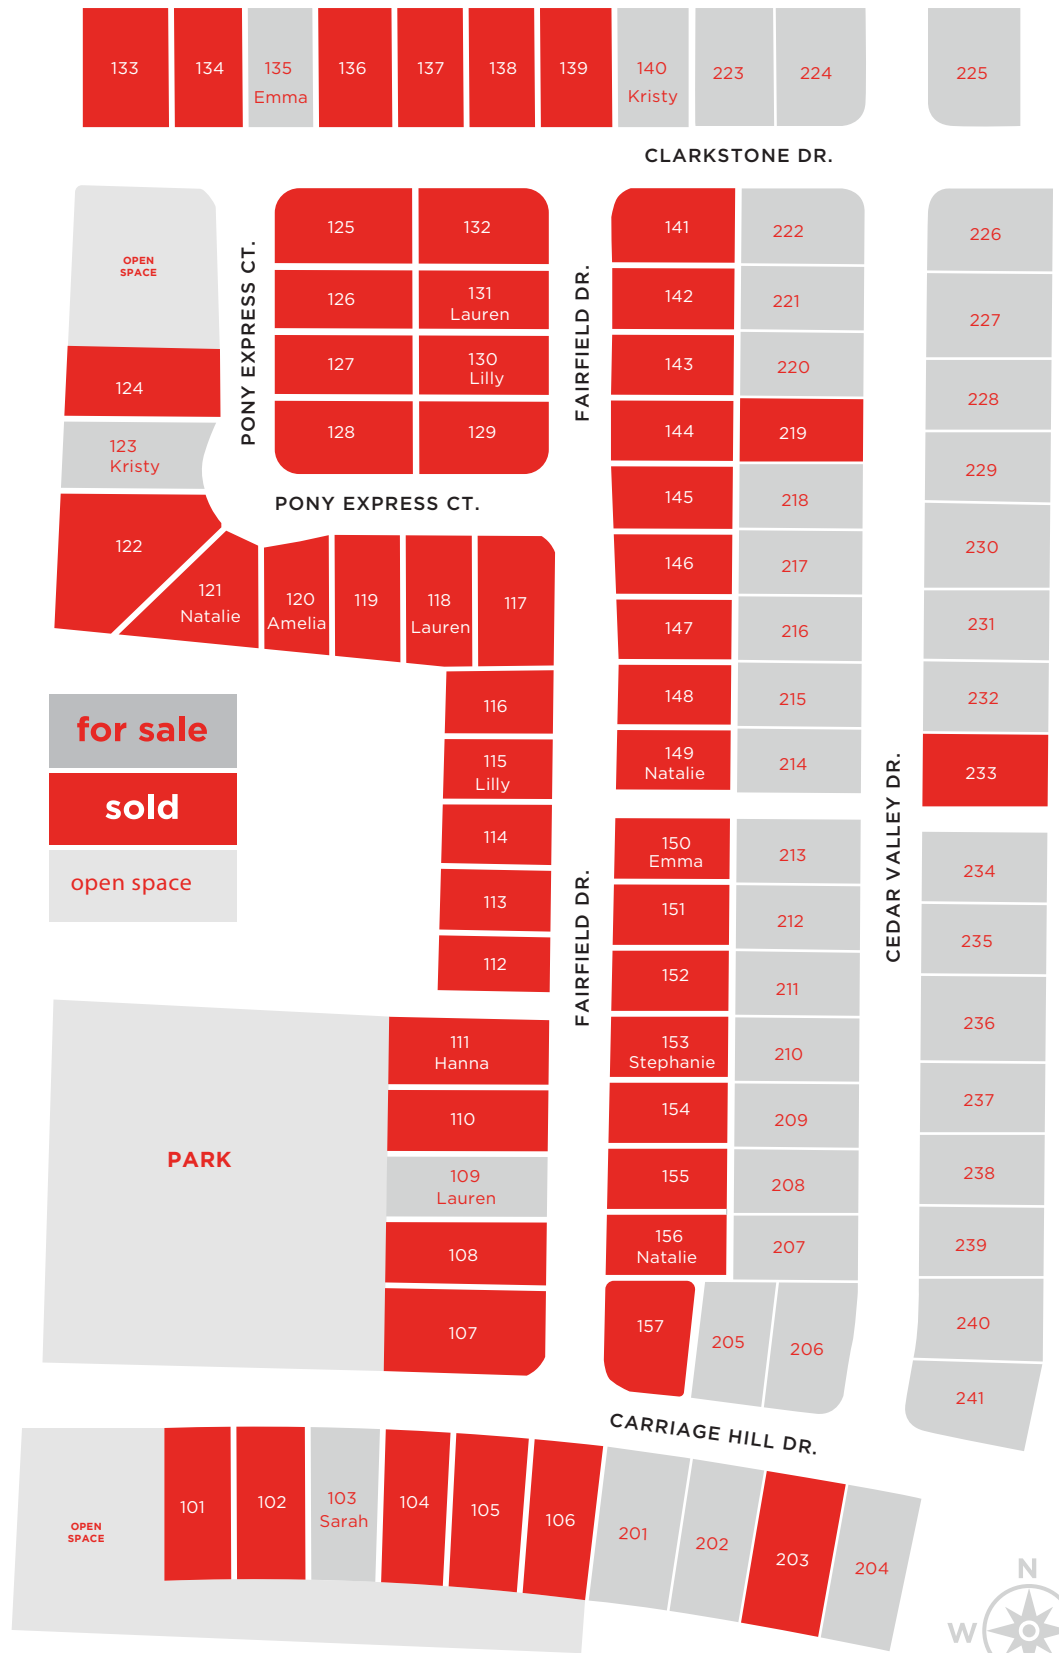 133
134
135
Emma
136
137
138
139
140
Kristy
223
224
225
CLARKSTONE DR.
OPEN
SPACE
PONY EXPRESS CT.
125
132
126
131
Lauren
127
130
Lilly
128
129
FAIRFIELD DR.
141
222
142
221
143
220
144
219
145
218
146
217
147
216
148
215
149
Natalie
214
226
227
228
229
230
231
232
233
124
123
Kristy
PONY EXPRESS CT.
122
121
Natalie
120
Amelia
119
118
Lauren
117
116
115
Lilly
114
113
112
for sale
sold
open space
CEDAR VALLEY DR.
FAIRFIELD DR.
150
Emma
213
151
212
152
211
153
Stephanie
210
154
209
155
208
156
Natalie
207
157
205
206
234
235
236
237
238
239
240
241
PARK
111
Hanna
110
109
Lauren
108
107
CARRIAGE HILL DR.
OPEN
SPACE
101
102
103
Sarah
104
105
106
201
202
203
204
N
W